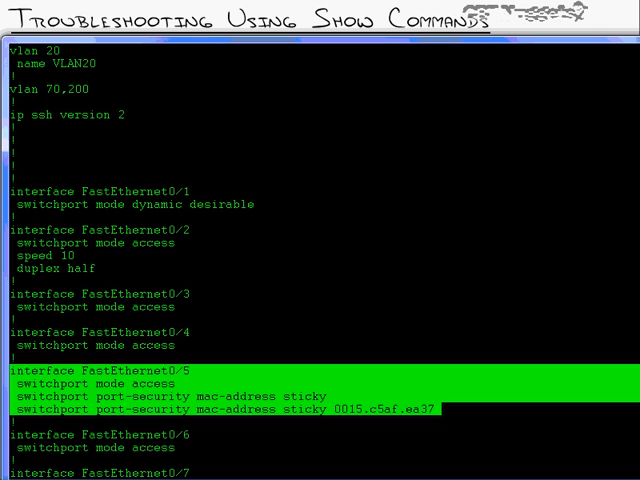 Troubleshooting Using Show Commands
vlan 20
name VLAN20
!
vlan 70,200
!
ip ssh version 2
!
!
!
!
!
interface FastEthernet0/1
switchport mode dynamic desirable
!
interface FastEthernet0/2
switchport mode access
speed 10
duplex half
!
interface FastEthernet0/3
switchport mode access
!
interface FastEthernet0/4
switchport mode access
!
interface FastEthernet0/5
switchport mode access
switchport port-security mac-address sticky
switchport port-security mac-address sticky 0015.c5af.ea37
!
interface FastEthernet0/6
switchport mode access
!
interface FastEthernet0/7